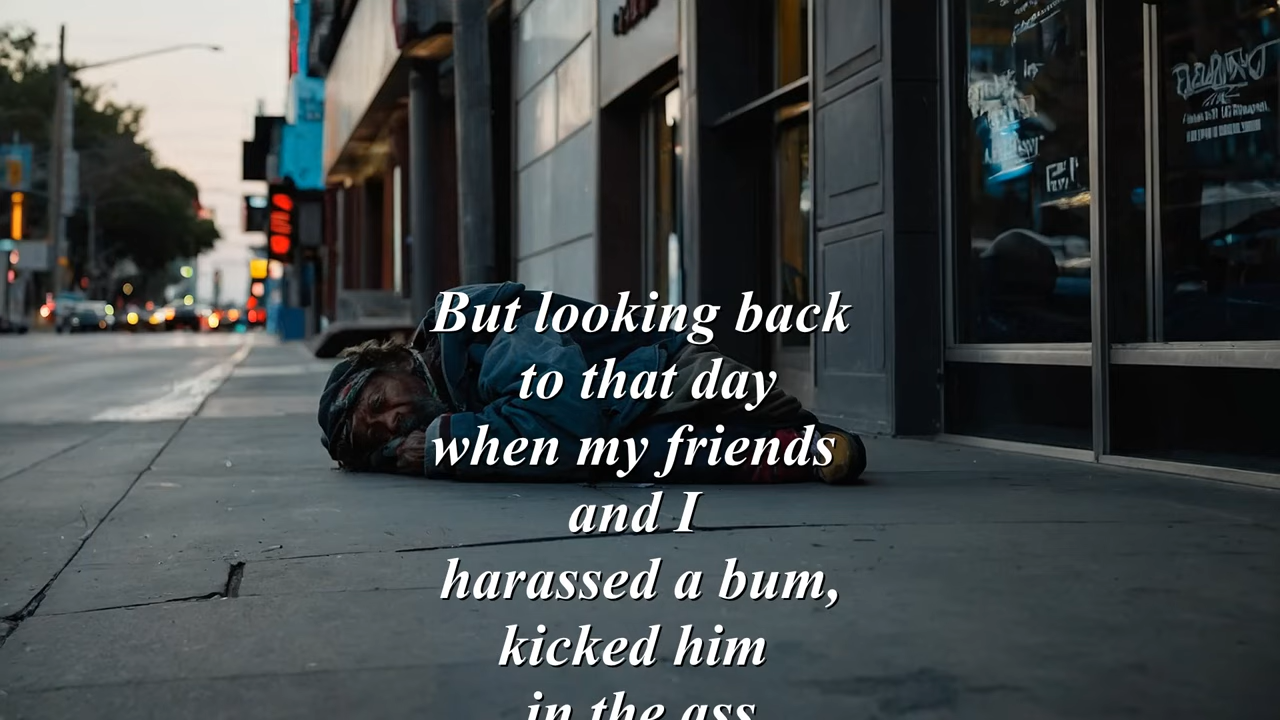 But looking back
to that day
when my friends
and I
harassed a bum,
kicked him
in the ass